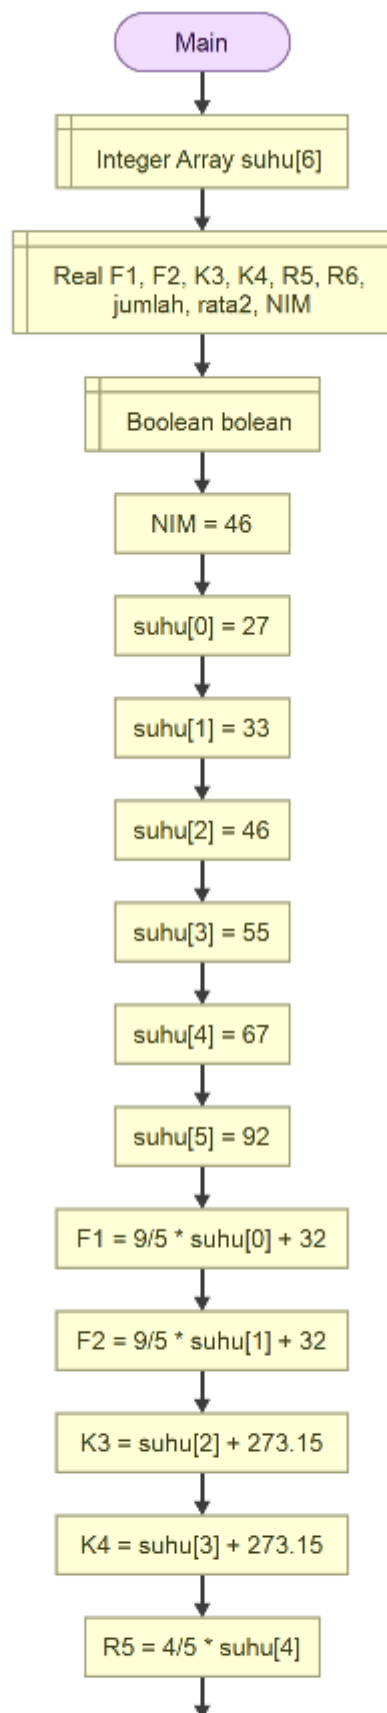 Main
Integer Array suhu[6]
Real F1, F2, K3, K4, R5, R6,
jumlah, rata2, NIM
Boolean bolean
NIM = 46
suhu[0] = 27
suhu[1] = 33
suhu[2] = 46
suhu[3] = 55
suhu[4] = 67
suhu[5] = 92
F1 = 9/5 * suhu[0] + 32
F2 = 9/5 * suhu[1] + 32
K3 = suhu[2] + 273.15
K4 = suhu[3] + 273.15
R5 = 4/5 * suhu[4]